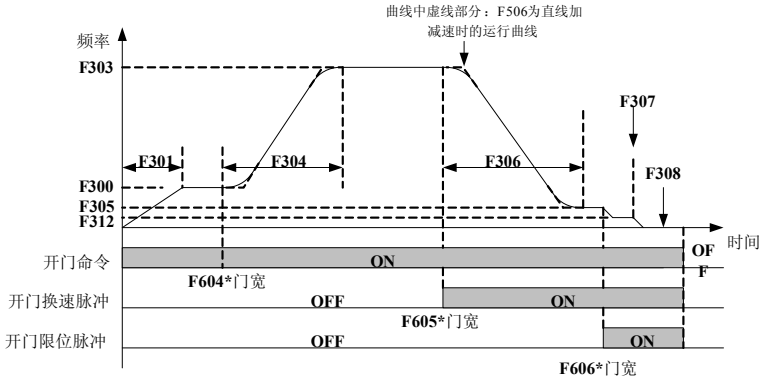 曲线中虚线部分：F506为直线加
减速时的运行曲线
频率
F303
F307
F301
F304
F306
F308
F300
F305
F312
时间
开门命令
ON
OF
F
F604*门宽
开门换速脉冲
OFF
ON
F605*门宽
开门限位脉冲
OFF
ON
F606*门宽